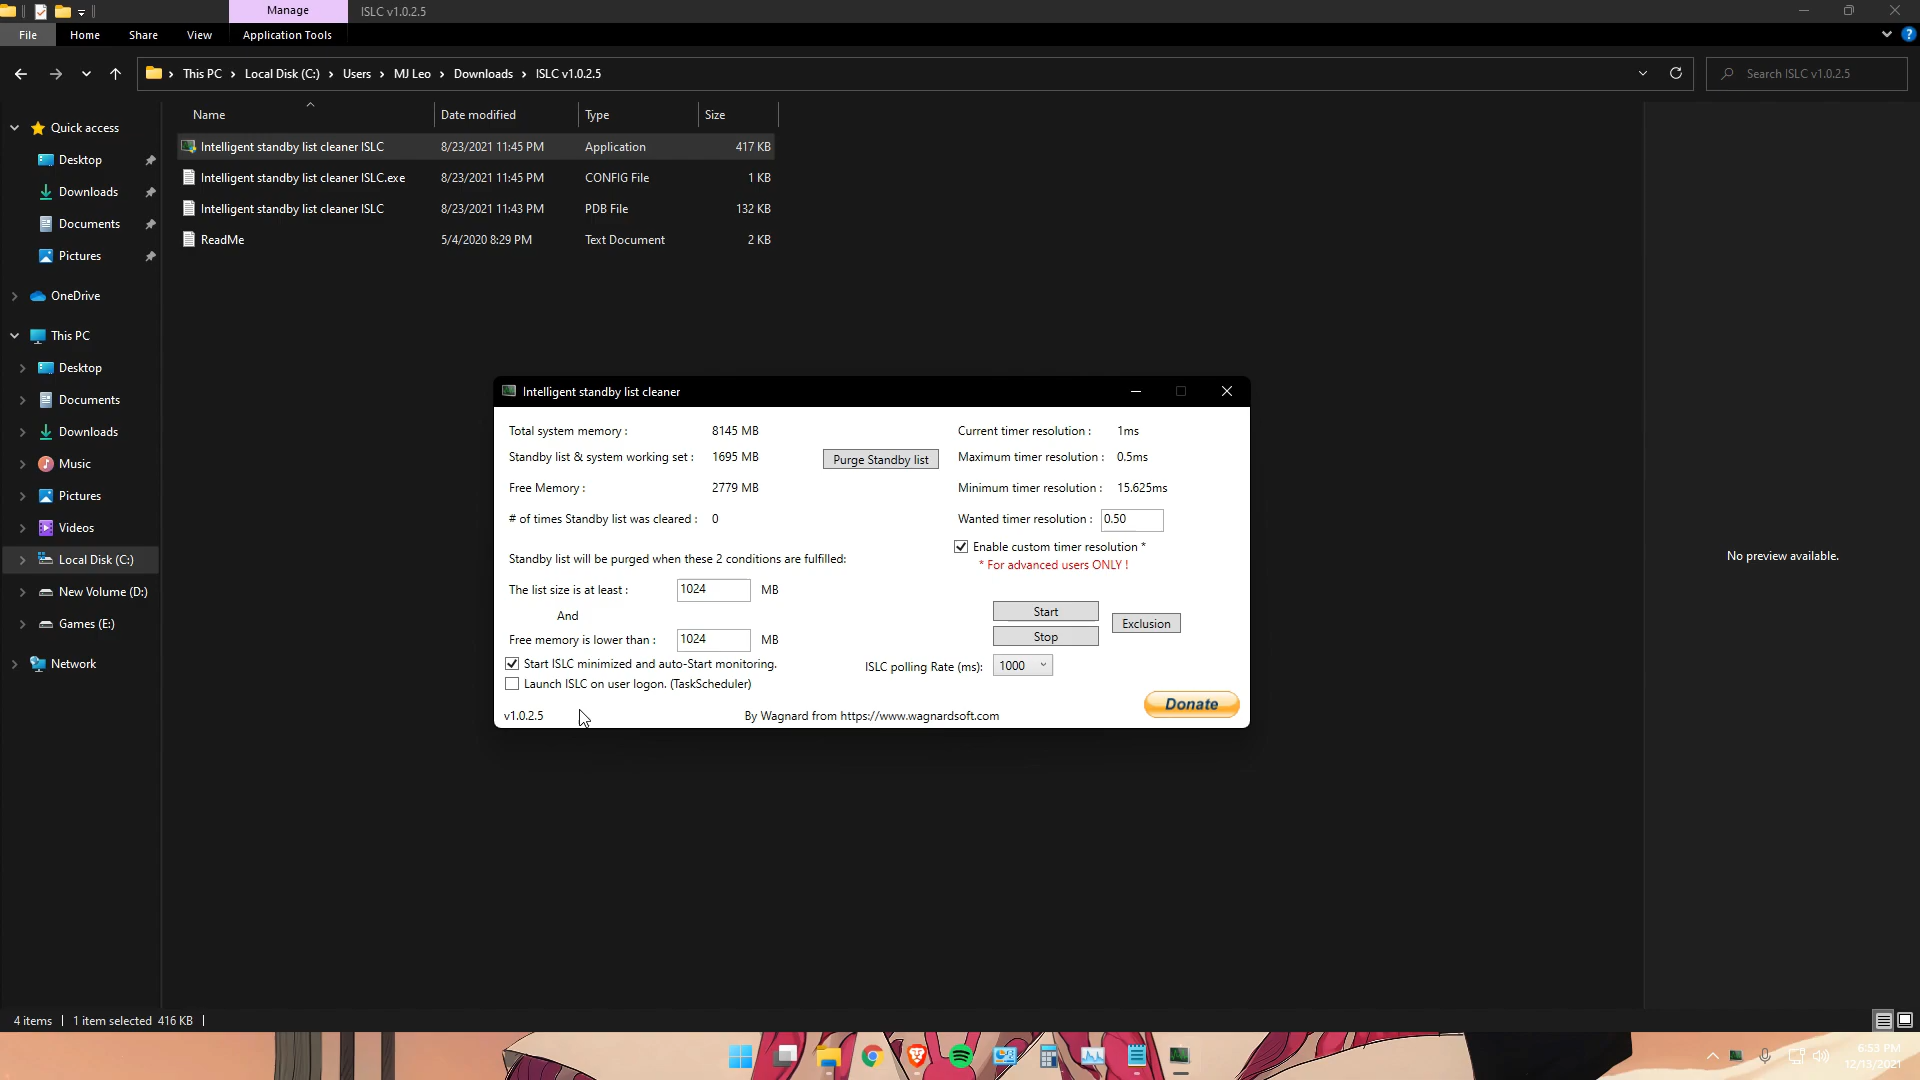 Manage
ISLC v1.0.2.5
File
Home
Share
View
Application Tools
This PC
Local Disk (C:)
Users
MJ Leo
Downloads
ISLC v1.0.2.5
Search ISLC v1.0.2.5
Name
Date modified
Type
Size
Intelligent standby list cleaner ISLC 8/23/2021 11:45 PM Application 417 KB
Intelligent standby list cleaner ISLC.exe 8/23/2021 11:45 PM CONFIG File 1 KB
Intelligent standby list cleaner ISLC 8/23/2021 11:43 PM PDB File 132 KB
ReadMe 5/4/2020 8:29 PM Text Document 2 KB
Quick access
Desktop
Downloads
Documents
Pictures
OneDrive
This PC
Desktop
Documents
Downloads
Music
Pictures
Videos
Local Disk (C:)
New Volume (D:)
Games (E:)
Network
No preview available.
Intelligent standby list cleaner
Total system memory : 8145 MB
Standby list & system working set : 1695 MB
Purge Standby list
Free Memory : 2779 MB
# of times Standby list was cleared : 0
Standby list will be purged when these 2 conditions are fulfilled:
The list size is at least : 1024 MB
And
Free memory is lower than : 1024 MB
Start ISLC minimized and auto-Start monitoring.
Launch ISLC on user logon. (TaskScheduler)
Current timer resolution : 1ms
Maximum timer resolution : 0.5ms
Minimum timer resolution : 15.625ms
Wanted timer resolution : 0.50
Enable custom timer resolution *
* For advanced users ONLY !
Start
Stop
Exclusion
ISLC polling Rate (ms): 1000
Donate
v1.0.2.5
By Wagnard from https://www.wagnardsoft.com
4 items
1 item selected 416 KB
6:53 PM
12/13/2021